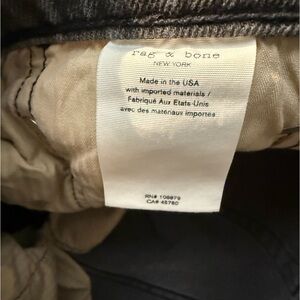 rag & bone
NEW YORK
Made in the USA
with imported materials /
Fabriqué Aux Etats-Unis
avec des matériaux importés
RN# 109979
CA# 45760